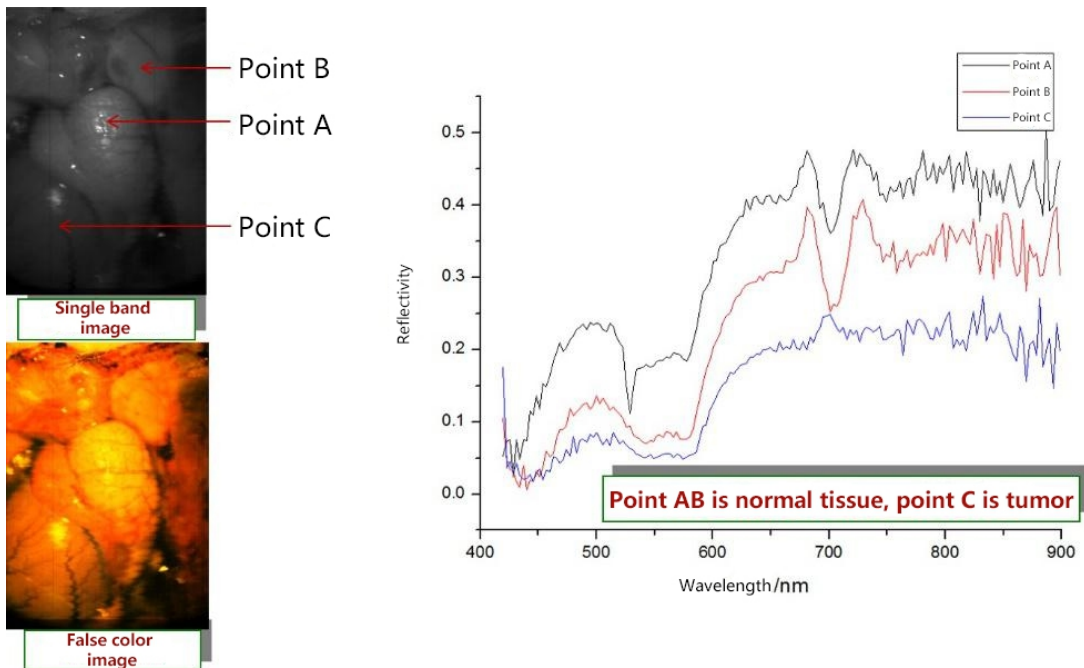 Point B
Point A
Point C
Single band
image
False color
image
Point A
Point B
Point C
Reflectivity
0.5
0.4
0.3
0.2
0.1
0.0
400
500
600
700
800
900
Wavelength/nm
Point AB is normal tissue, point C is tumor